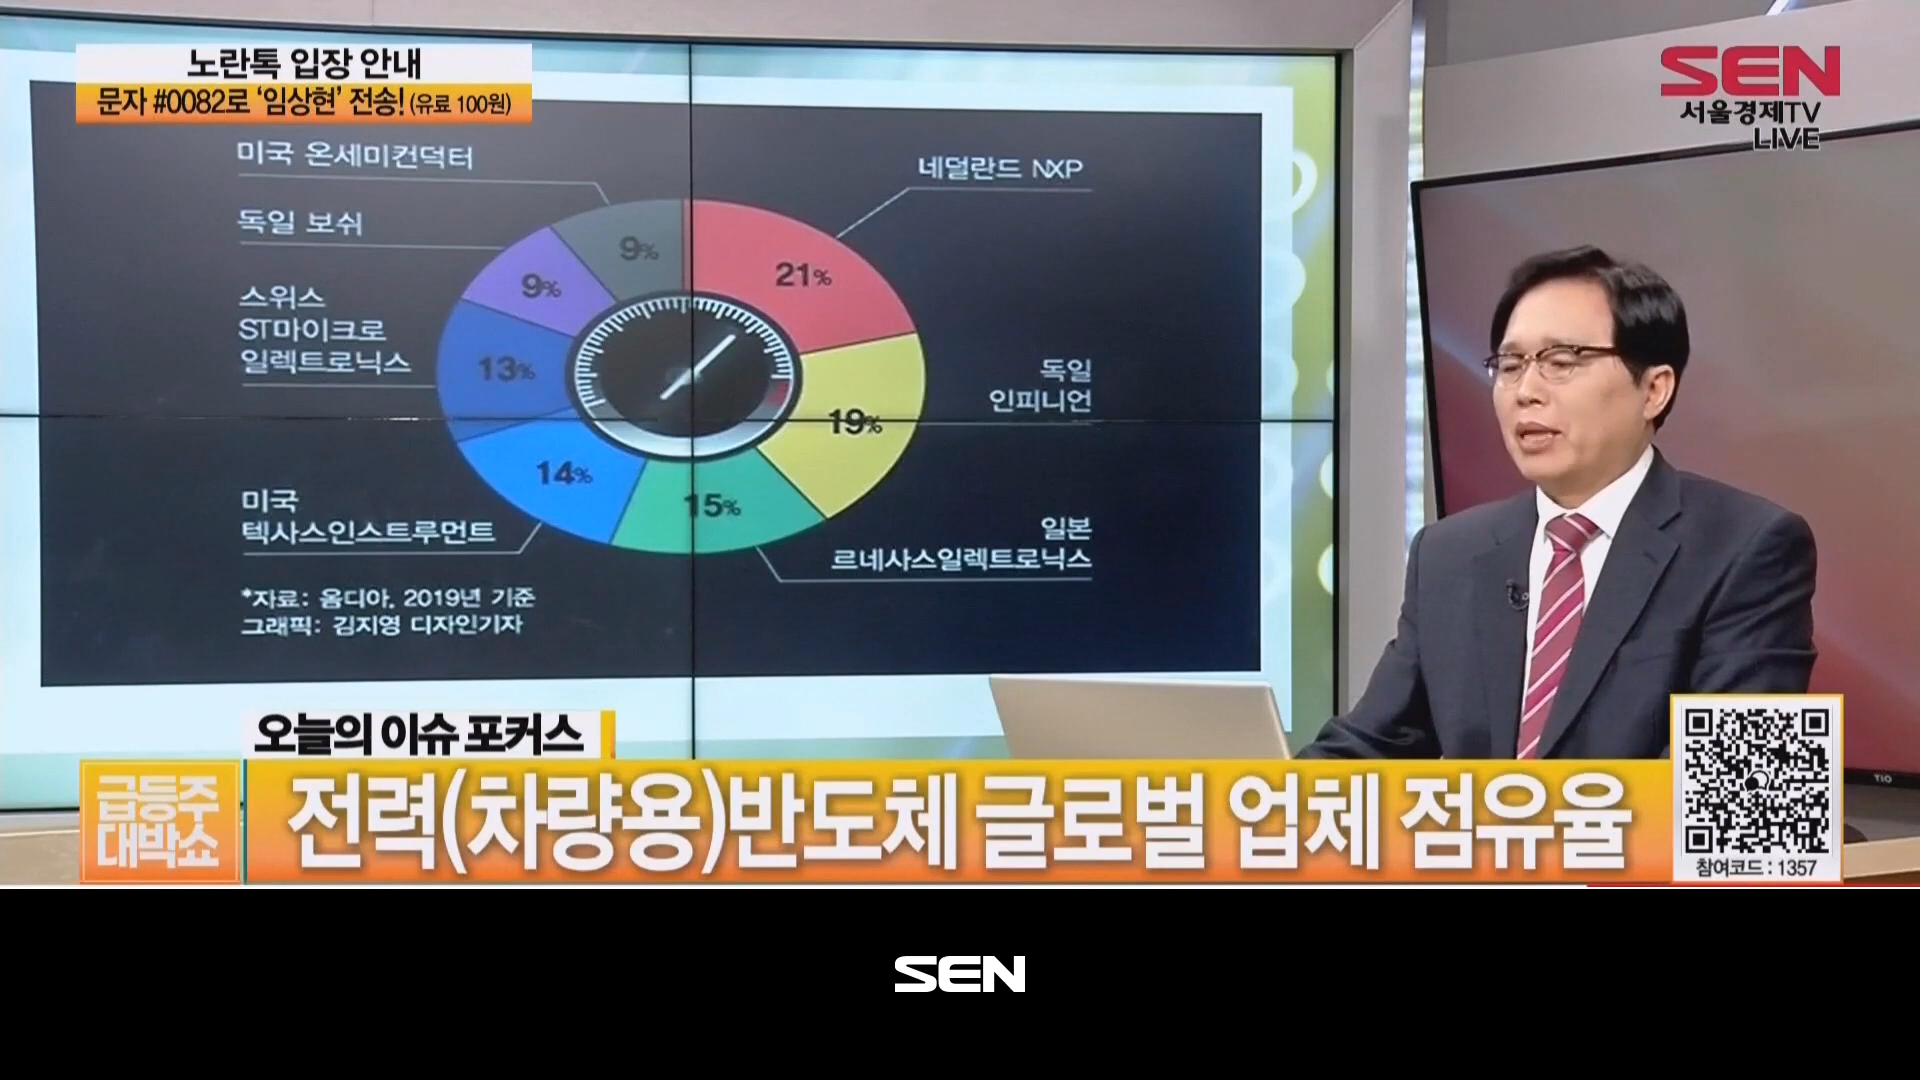 노란톡 입장 안내
문자 #0082로 ‘임상현’ 전송! (유료 100원)
SEN
서울경제TV
LIVE
미국 온세미컨덕터
네덜란드 NXP
독일 보쉬
스위스
ST마이크로
일렉트로닉스
독일
인피니언
미국
텍사스인스트루먼트
일본
르네사스일렉트로닉스
9%
21%
9%
13%
19%
14%
15%
*자료: 옴디아, 2019년 기준
그래픽: 김지영 디자인기자
오늘의 이슈 포커스
급등주
대박쇼
전력(차량용)반도체 글로벌 업체 점유율
참여코드 : 1357
TIO
SEN